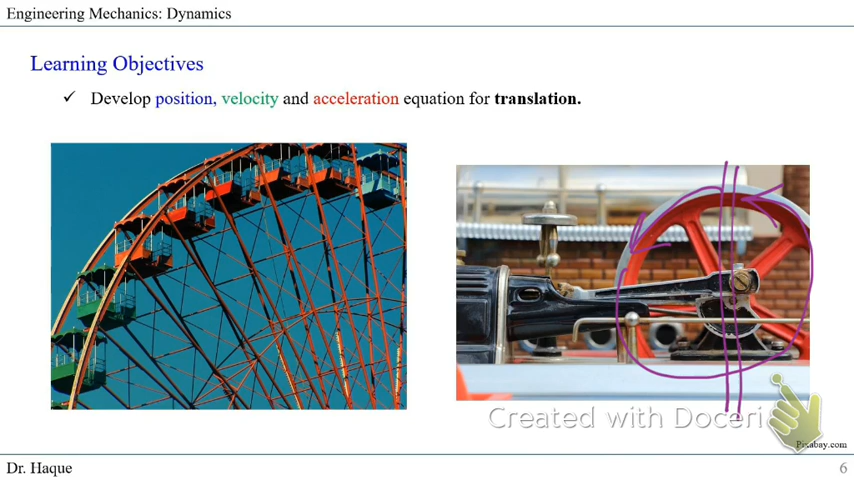 Engineering Mechanics: Dynamics
Learning Objectives
✓ Develop position, velocity and acceleration equation for translation.
Created with Doceri
Pixabay.com
Dr. Haque
6